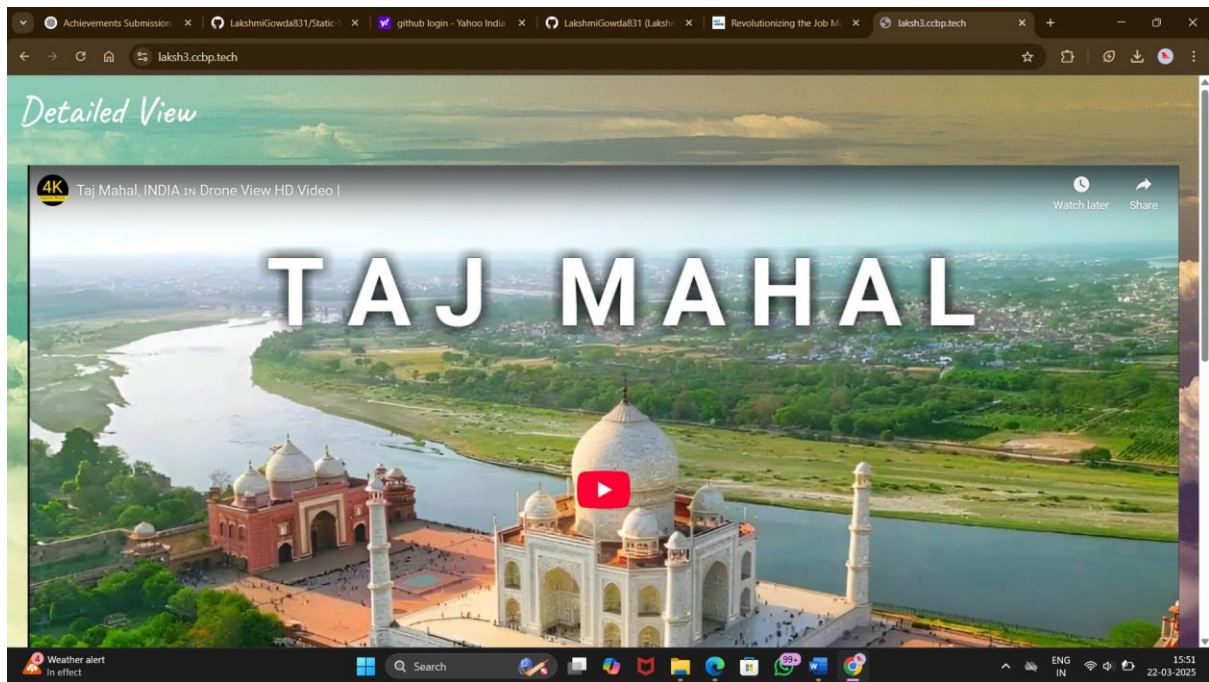 Achievements Submission
LakshmiGowda831/Static-
github login - Yahoo India
LakshmiGowda831 (Lakshm
Revolutionizing the Job M
laksh3.ccbp.tech
laksh3.ccbp.tech
Detailed View
4K
Taj Mahal, INDIA IN Drone View HD Video |
Watch later
Share
TAJ MAHAL
4
Weather alert
In effect
Search
99+
ENG
IN
15:51
22-03-2025